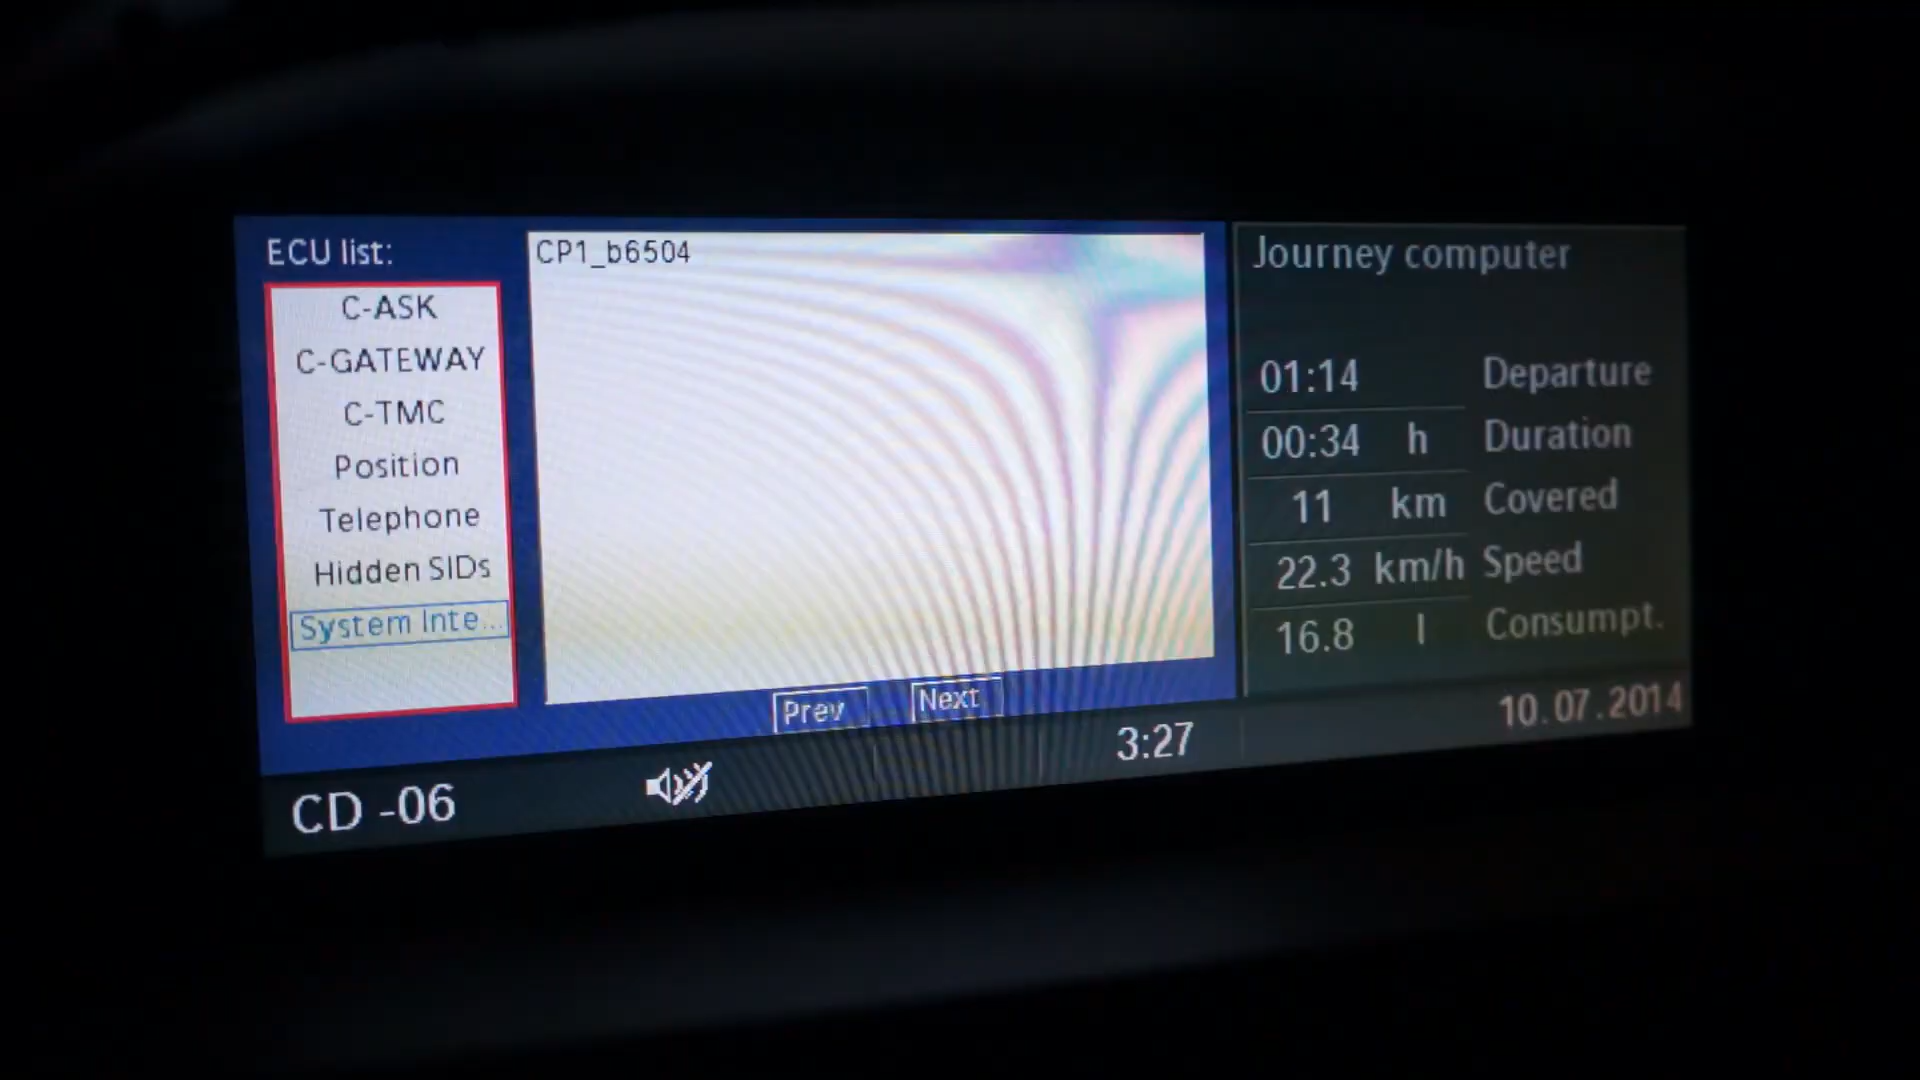 ECU list:
C-ASK
C-GATEWAY
C-TMC
Position
Telephone
Hidden SIDs
System Inte...
CP1_b6504
Prev
Next
Journey computer
01:14 Departure
00:34 h Duration
11 km Covered
22.3 km/h Speed
16.8 l Consumpt.
CD -06
3:27
10.07.2014